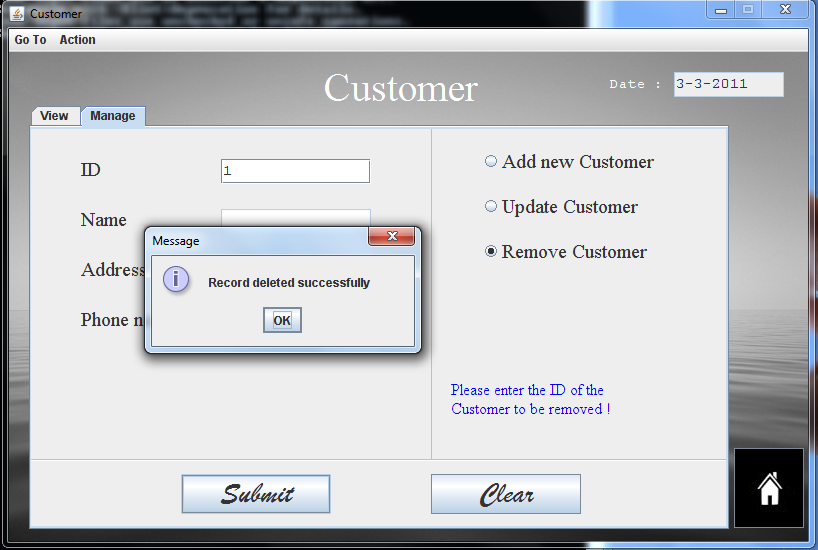 Customer
Go To Action
Customer
Date : 3-3-2011
View Manage
ID 1
Add new Customer
Name
Update Customer
Message
Address
Remove Customer
Record deleted successfully
Phone n
OK
Please enter the ID of the
Customer to be removed !
Submit Clear